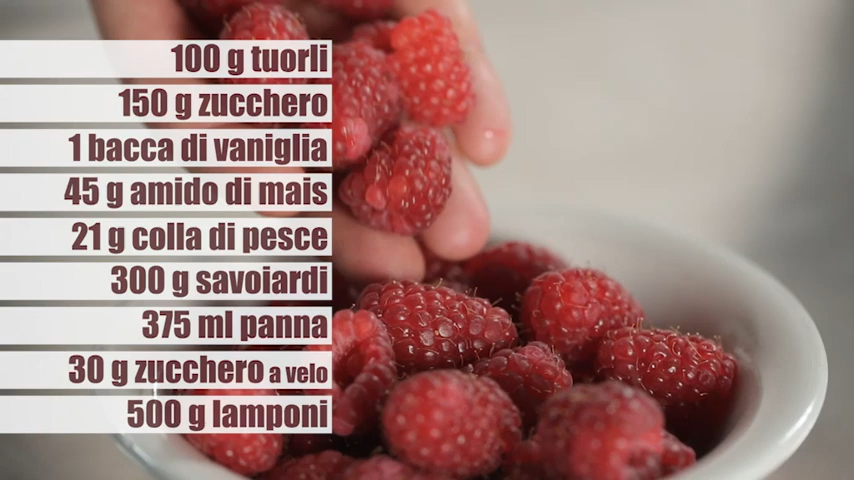 100 g tuorli
150 g zucchero
1 bacca di vaniglia
45 g amido di mais
21 g colla di pesce
300 g savoiardi
375 ml panna
30 g zucchero a velo
500 g lamponi